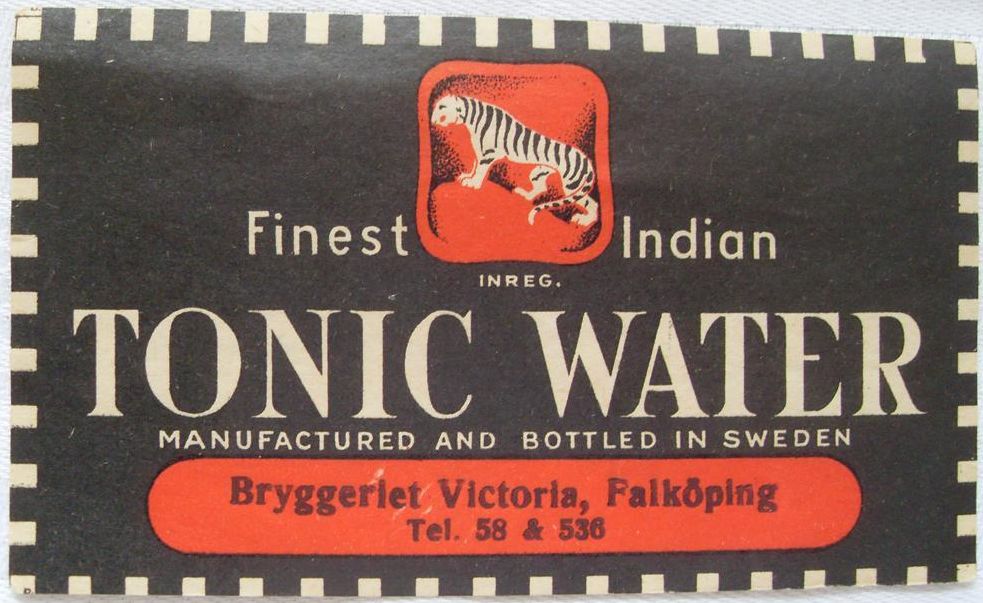 Finest Indian
INREG.
TONIC WATER
MANUFACTURED AND BOTTLED IN SWEDEN
Bryggeriet Victoria, Falköping
Tel. 58 & 536